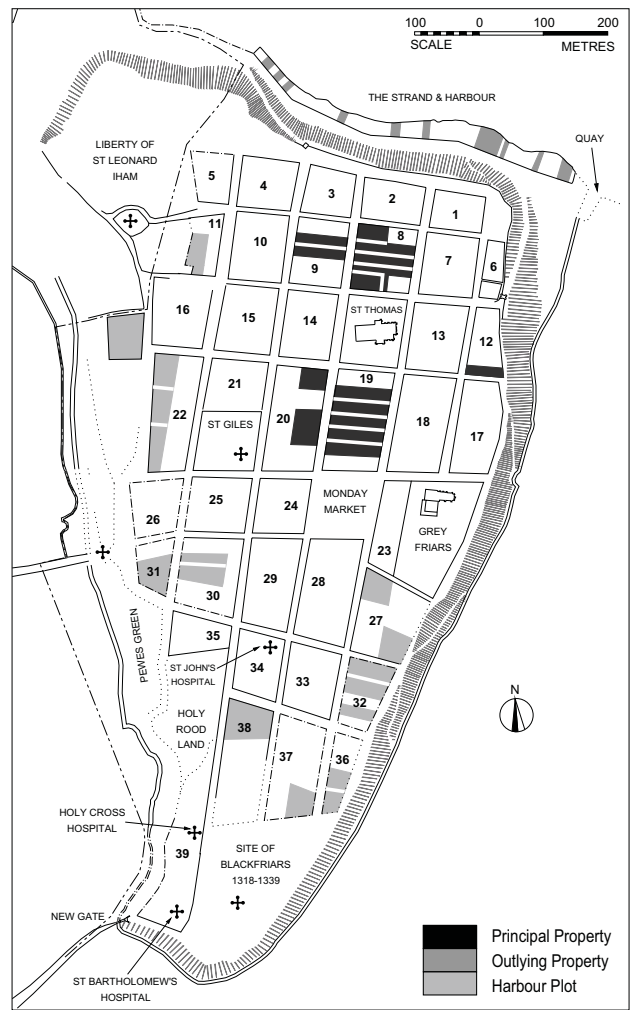 100 0 100 200
SCALE METRES
THE STRAND & HARBOUR
QUAY
LIBERTY OF
ST LEONARD
IHAM
5
4
3
2
1
11
10
9
8
7
6
16
15
14
ST THOMAS
13
12
21
19
22
20
18
17
ST GILES
25
24
MONDAY
MARKET
26
GREY
FRIARS
23
31
30
29
28
27
PEWES GREEN
35
ST JOHN'S
HOSPITAL
34
33
32
HOLY
ROOD
LAND
N
38
37
36
HOLY CROSS
HOSPITAL
39
SITE OF
BLACKFRIARS
1318-1339
NEW GATE
ST BARTHOLOMEW'S
HOSPITAL
Principal Property
Outlying Property
Harbour Plot